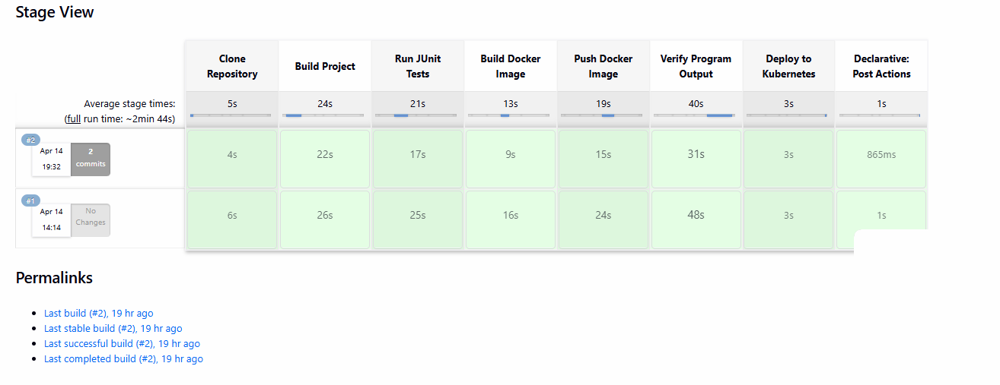 Stage View
Clone Repository
Build Project
Run JUnit Tests
Build Docker Image
Push Docker Image
Verify Program Output
Deploy to Kubernetes
Declarative: Post Actions
Average stage times:
5s 24s 21s 13s 19s 40s 3s 1s
(full run time: ~2min 44s)
#2
Apr 14
19:32
2
commits
4s 22s 17s 9s 15s 31s 3s 865ms
#1
Apr 14
14:14
No
Changes
6s 26s 25s 16s 24s 48s 3s 1s
Permalinks
Last build (#2), 19 hr ago
Last stable build (#2), 19 hr ago
Last successful build (#2), 19 hr ago
Last completed build (#2), 19 hr ago